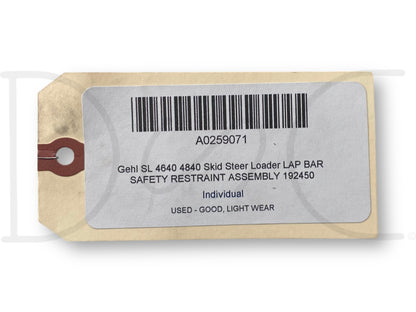 A0259071
Gehl SL 4640 4840 Skid Steer Loader LAP BAR
SAFETY RESTRAINT ASSEMBLY 192450
Individual
USED - GOOD, LIGHT WEAR